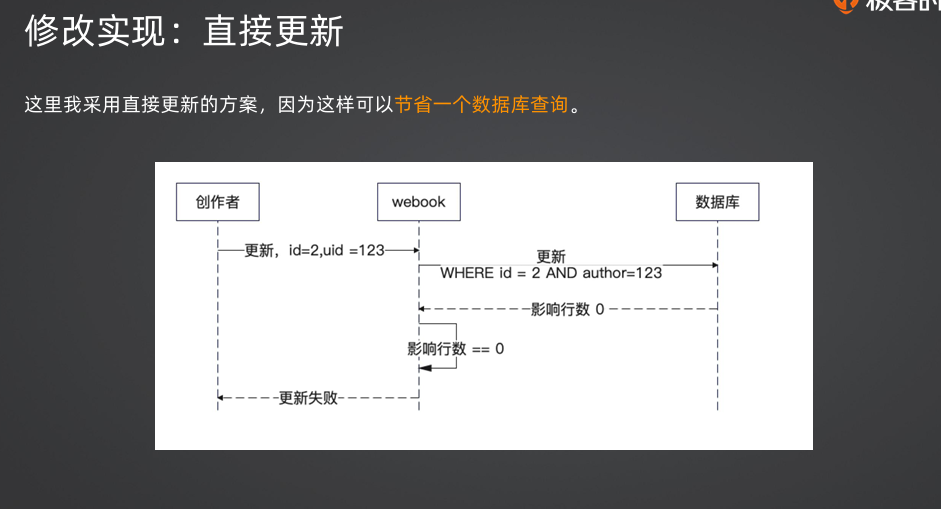 修改实现：直接更新
这里我采用直接更新的方案，因为这样可以节省一个数据库查询。
创作者
webook
数据库
更新，id=2,uid =123
更新
WHERE id = 2 AND author=123
影响行数 0
影响行数 == 0
更新失败